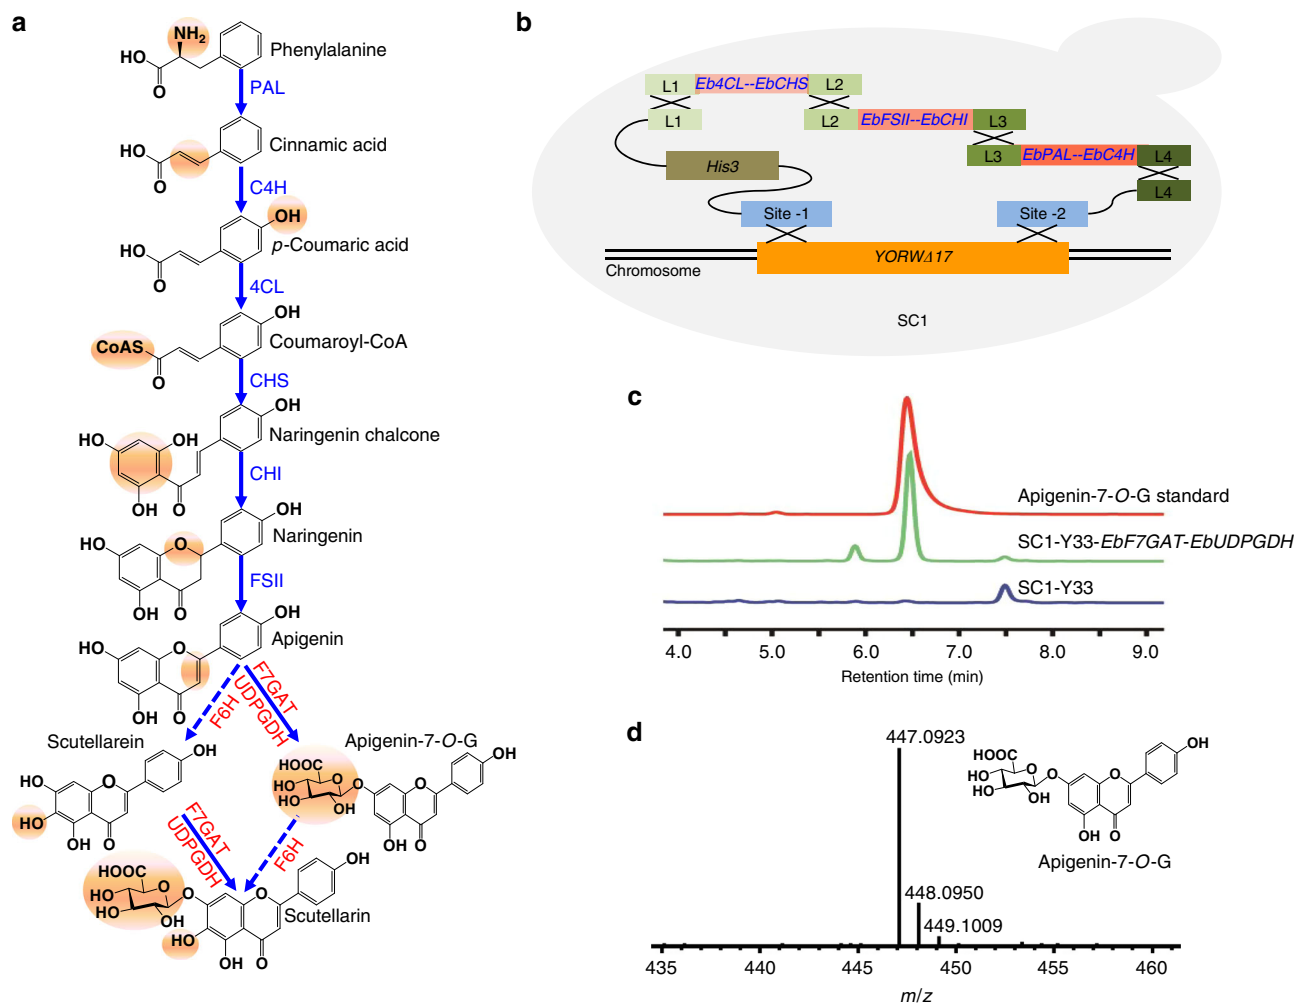 a
NH2
HO
O
Phenylalanine
PAL
HO
O
Cinnamic acid
C4H
OH
HO
O
p-Coumaric acid
4CL
OH
CoAS
O
Coumaroyl-CoA
CHS
OH
HO
OH
OH
O
Naringenin chalcone
CHI
OH
HO
O
OH
O
Naringenin
FSII
OH
HO
O
OH
O
Apigenin
F6H
F7GAT
UDPGDH
Scutellarein
OH
HO
O
HO
OH
O
Apigenin-7-O-G
OH
HOOC
HO
HO
O
OH
O
O
OH
O
F7GAT
UDPGDH
F6H
HOOC
HO
HO
O
OH
O
O
OH
HO
OH
O
Scutellarin
b
L1
Eb4CL--EbCHS
L2
L1
L2
EbFSII--EbCHI
L3
His3
L3
EbPAL--EbC4H
L4
L4
Site -1
Site -2
YORWΔ17
Chromosome
SC1
c
Apigenin-7-O-G standard
SC1-Y33-EbF7GAT-EbUDPGDH
SC1-Y33
4.0 5.0 6.0 7.0 8.0 9.0
Retention time (min)
d
447.0923
448.0950
449.1009
HOOC
HO
HO
O
OH
O
O
OH
OH
O
Apigenin-7-O-G
435 440 445 450 455 460
m/z